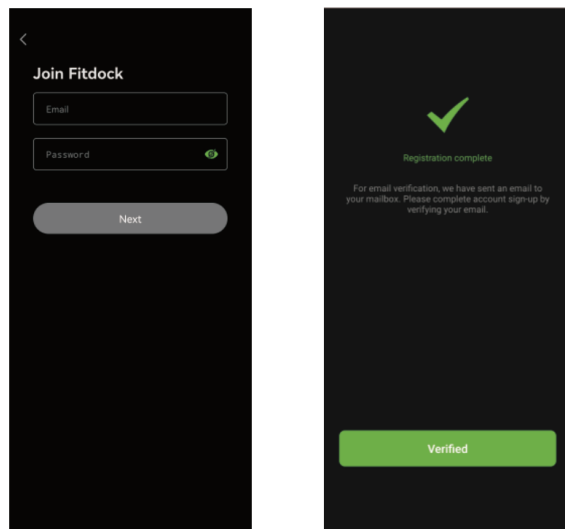 Join Fitdock
Email
Password
Next
Registration complete
For email verification, we have sent an email to
your mailbox. Please complete account sign-up by
verifying your email.
Verified